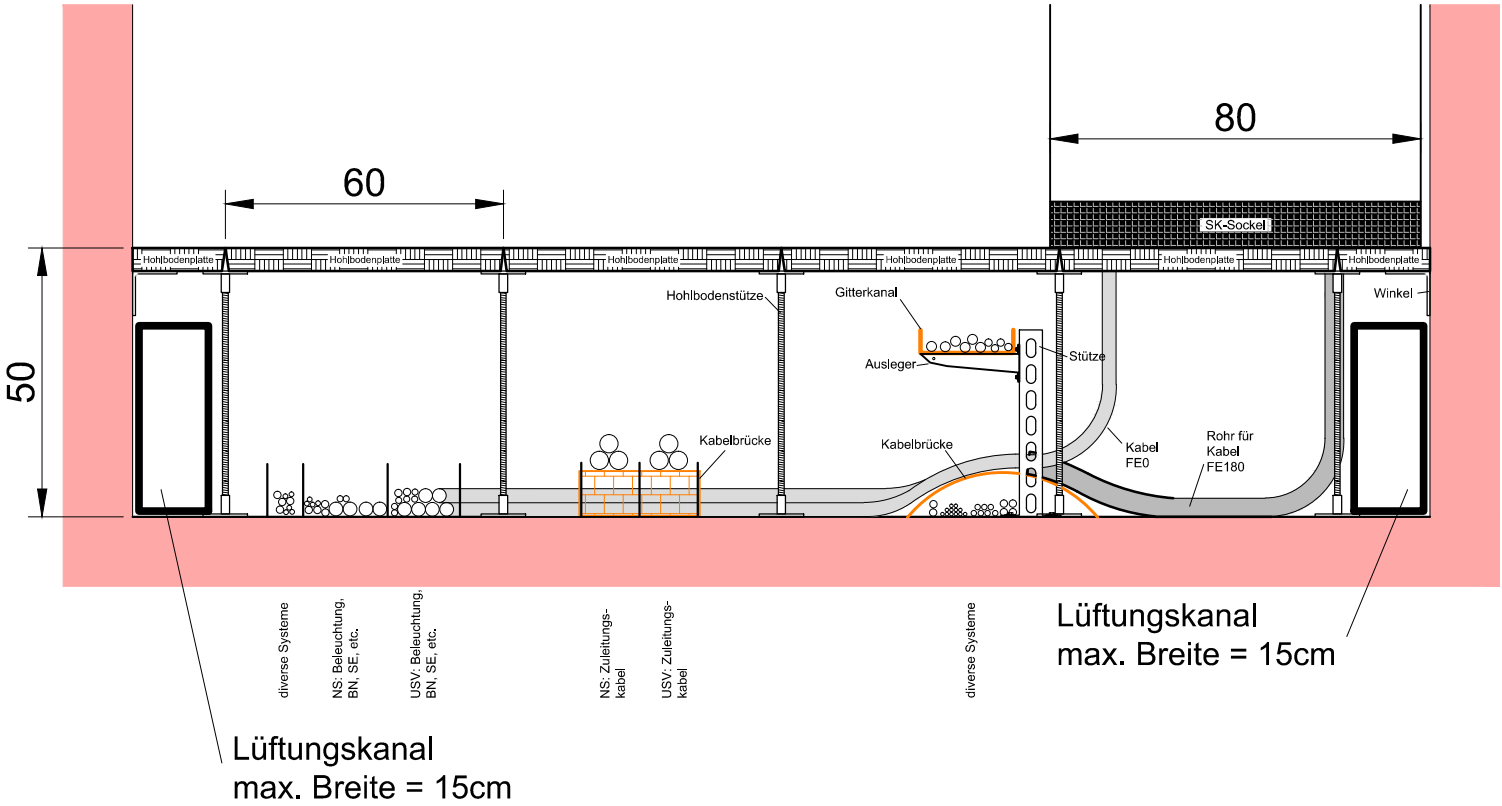 80
60
SK-Sockel
Hohlbodenplatte
Hohlbodenplatte
Hohlbodenplatte
Hohlbodenplatte
Hohlbodenplatte
Hohlbodenplatte
50
Hohlbodenstütze
Gitterkanal
Winkel
Ausleger
Stütze
Kabelbrücke
Kabelbrücke
Kabel
FE0
Rohr für
Kabel
FE180
diverse Systeme
NS: Beleuchtung,
BN, SE, etc.
USV: Beleuchtung,
BN, SE, etc.
NS: Zuleitungs-
kabel
USV: Zuleitungs-
kabel
diverse Systeme
Lüftungskanal
max. Breite = 15cm
Lüftungskanal
max. Breite = 15cm